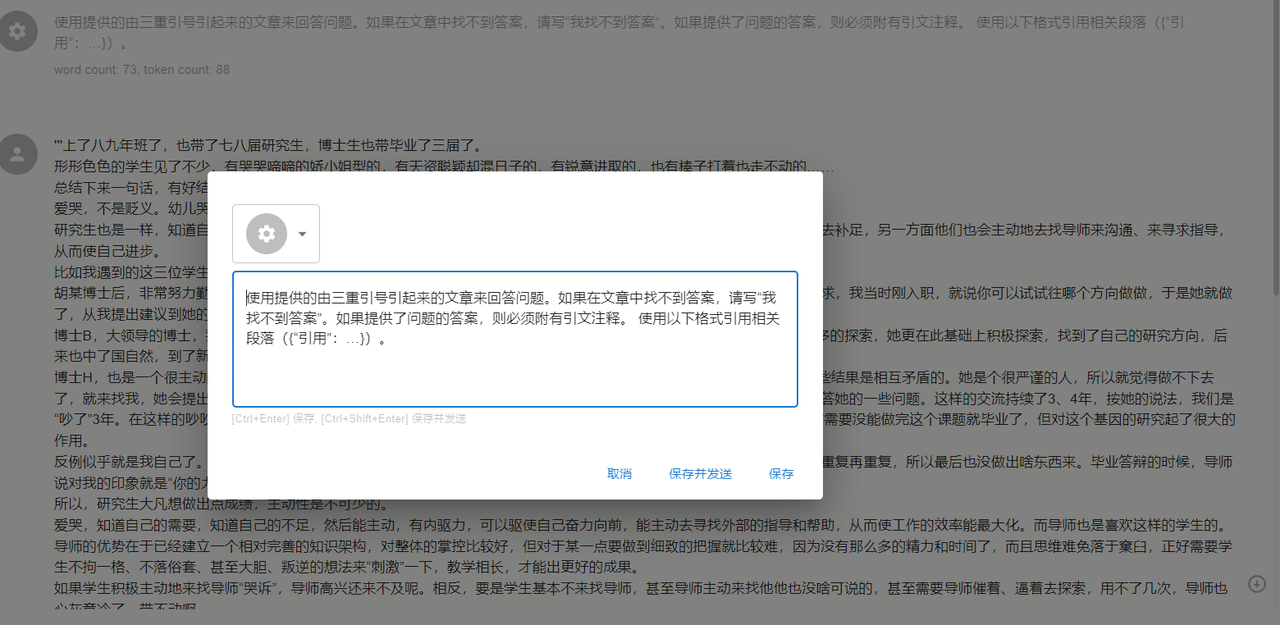 使用提供的由三重引号引起来的文章来回答问题。如果在文章中找不到答案，请写“我找不到答案”。如果提供了问题的答案，则必须附有引文注释。 使用以下格式引用相关段落（{“引
用”：…}）。
word count: 73, token count: 88
'''上了八九年班了，也带了七八届研究生，博士生也带毕业了三届了。
形形色色的学生见了不少，有哭哭啼啼的娇小姐型的，有天资聪颖却混日子的，有锐意进取的，也有棒子打着也走不动的……
总结下来一句话，有好结
爱哭，不是贬义。幼儿哭
研究生也是一样，知道自
去补足，另一方面他们也会主动地去找导师来沟通、来寻求指导，
从而使自己进步。
比如我遇到的这三位学生
胡某博士后，非常努力勤
求，我当时刚入职，就说你可以试试往哪个方向做做，于是她就做
了，从我提出建议到她的
博士B，大领导的博士，
多的探索，她更在此基础上积极探索，找到了自己的研究方向，后
来也中了国自然，到了新
博士H，也是一个很主动
些结果是相互矛盾的。她是个很严谨的人，所以就觉得做不下去
了，就来找我，她会提出
答她的一些问题。这样的交流持续了3、4年，按她的说法，我们是
“吵了”3年。在这样的吵吵
需要没能做完这个课题就毕业了，但对这个基因的研究起了很大的
作用。
反例似乎就是我自己了。
重复再重复，所以最后也没做出啥东西来。毕业答辩的时候，导师
说对我的印象就是“你的
所以，研究生大凡想做出点成绩，主动性是不可少的。
爱哭，知道自己的需要，知道自己的不足，然后能主动，有内驱力，可以驱使自己奋力向前，能主动去寻找外部的指导和帮助，从而使工作的效率能最大化。而导师也是喜欢这样的学生的。
导师的优势在于已经建立一个相对完善的知识架构，对整体的掌控比较好，但对于某一点要做到细致的把握就比较难，因为没有那么多的精力和时间了，而且思维难免落于窠臼，正好需要学
生不拘一格、不落俗套、甚至大胆、叛逆的想法来“刺激”一下，教学相长，才能出更好的成果。
如果学生积极主动地来找导师“哭诉”，导师高兴还来不及呢。相反，要是学生基本不来找导师，甚至导师主动来找他他也没啥可说的，甚至需要导师催着、逼着去探索，用不了几次，导师也
心灰意冷了，带不动啊
使用提供的由三重引号引起来的文章来回答问题。如果在文章中找不到答案，请写“我
找不到答案”。如果提供了问题的答案，则必须附有引文注释。 使用以下格式引用相关
段落（{“引用”：…}）。
[Ctrl+Enter] 保存, [Ctrl+Shift+Enter] 保存并发送
取消
保存并发送
保存